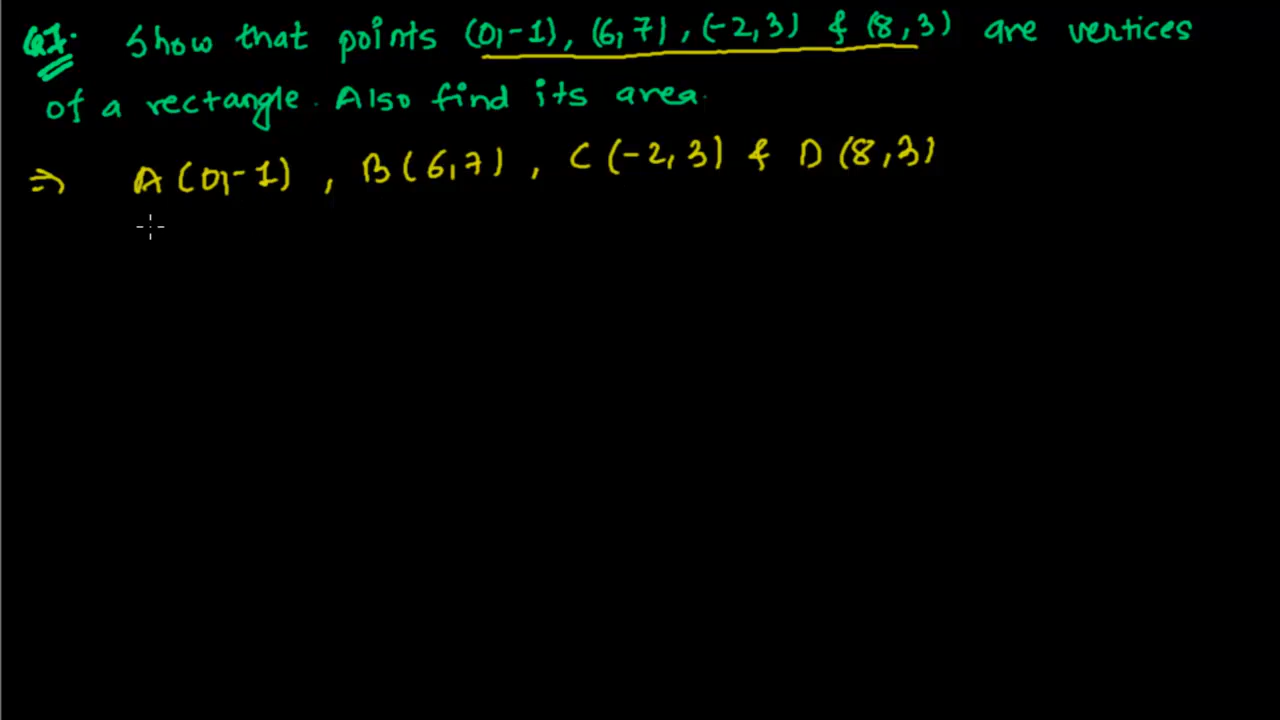 Q7. Show that points (0,-1), (6,7), (-2,3) & (8,3) are vertices
of a rectangle. Also find its area.
⇒ A(0,-1), B(6,7), C(-2,3) & D(8,3)